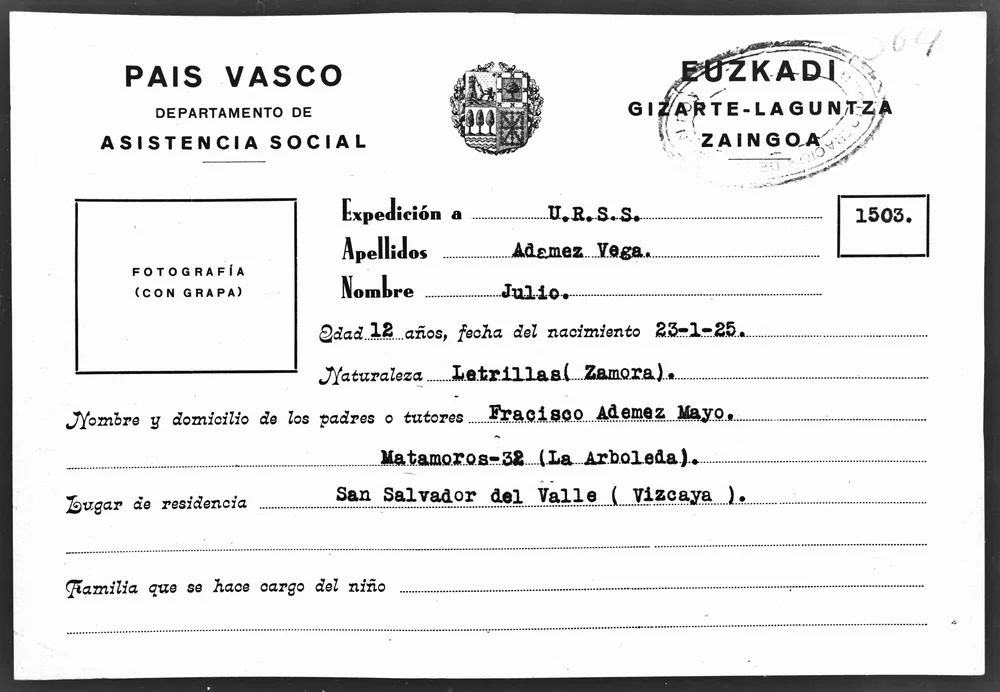 PAIS VASCO
DEPARTAMENTO DE
ASISTENCIA SOCIAL
EUZKADI
GIZARTE-LAGUNTZA
ZAINGOA
FOTOGRAFÍA
(CON GRAPA)
Expedición a U.R.S.S.
1503.
Apellidos Ademez Vega.
Nombre Julio.
Edad 12 años, fecha del nacimiento 23-1-25.
Naturaleza Letrillas( Zamora).
Nombre y domicilio de los padres o tutores Fracisco Ademez Mayo.
Matamoros-32 (La Arboleda).
Lugar de residencia San Salvador del Valle ( Vizcaya ).
Familia que se hace cargo del niño